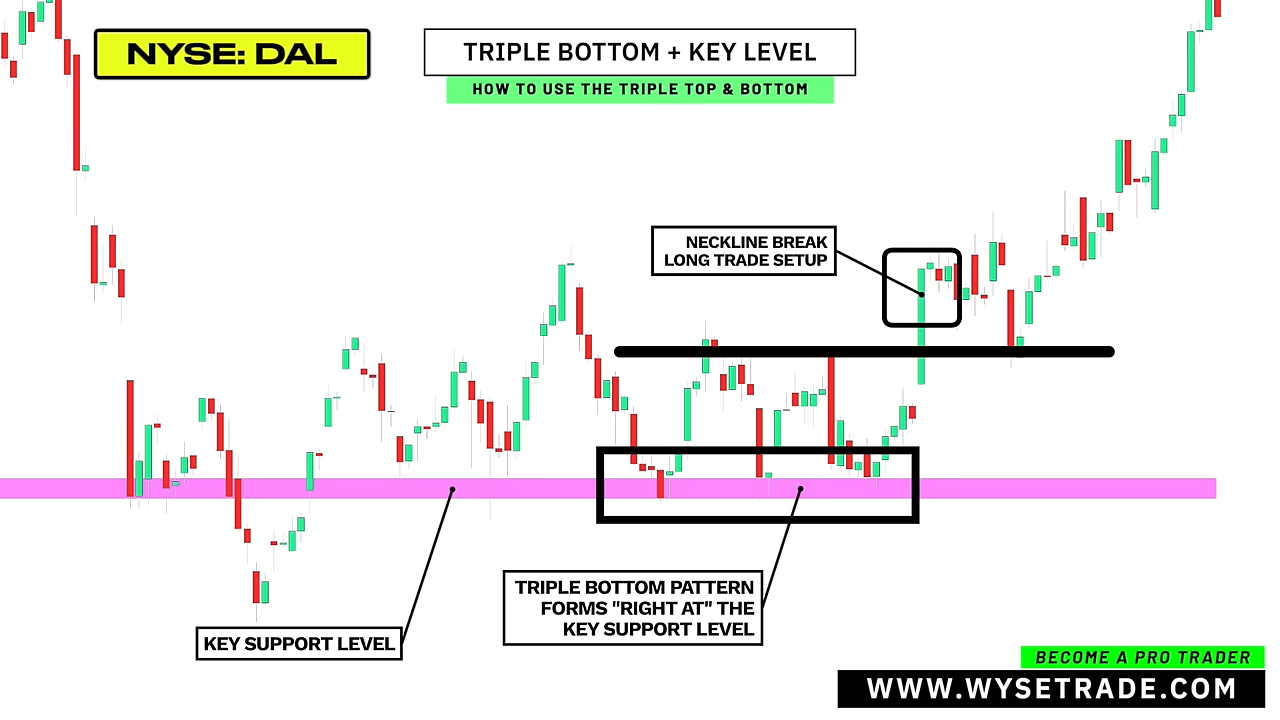 NYSE: DAL
TRIPLE BOTTOM + KEY LEVEL
HOW TO USE THE TRIPLE TOP & BOTTOM
NECKLINE BREAK
LONG TRADE SETUP
TRIPLE BOTTOM PATTERN
FORMS "RIGHT AT" THE
KEY SUPPORT LEVEL
KEY SUPPORT LEVEL
BECOME A PRO TRADER
WWW.WYSETRADE.COM